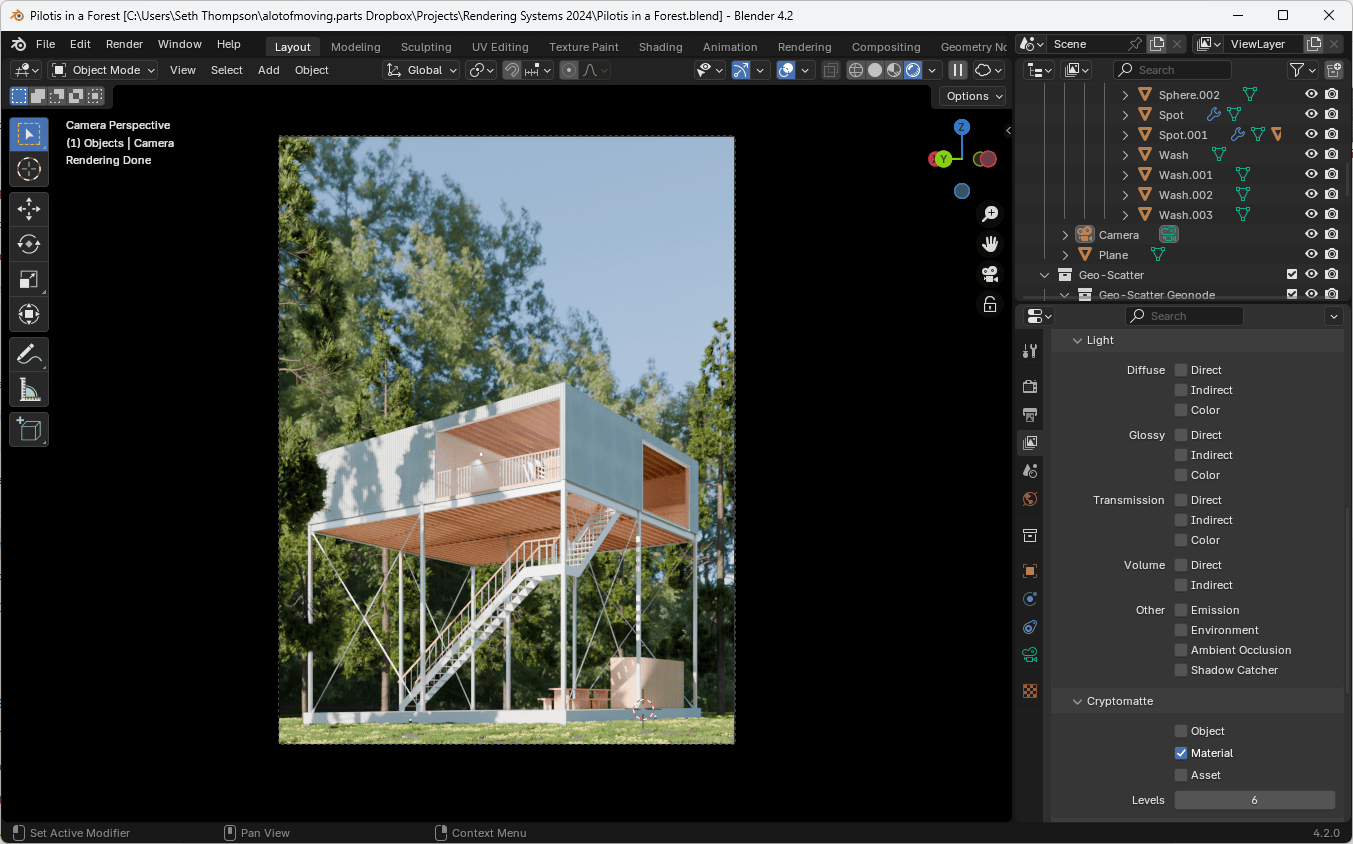 Pilotis in a Forest [C:\Users\Seth Thompson\alotofmoving.parts Dropbox\Projects\Rendering Systems 2024\Pilotis in a Forest.blend] - Blender 4.2
File Edit Render Window Help Layout Modeling Sculpting UV Editing Texture Paint Shading Animation Rendering Compositing Geometry No Scene ViewLayer
Object Mode View Select Add Object Global Search
Options
Camera Perspective
(1) Objects | Camera
Rendering Done
Z
Y
Sphere.002
Spot
Spot.001
Wash
Wash.001
Wash.002
Wash.003
Camera
Plane
Geo-Scatter
Geo-Scatter Geonode
Search
Light
Diffuse Direct
Indirect
Color
Glossy Direct
Indirect
Color
Transmission Direct
Indirect
Color
Volume Direct
Indirect
Other Emission
Environment
Ambient Occlusion
Shadow Catcher
Cryptomatte
Object
Material
Asset
Levels 6
Set Active Modifier Pan View Context Menu 4.2.0